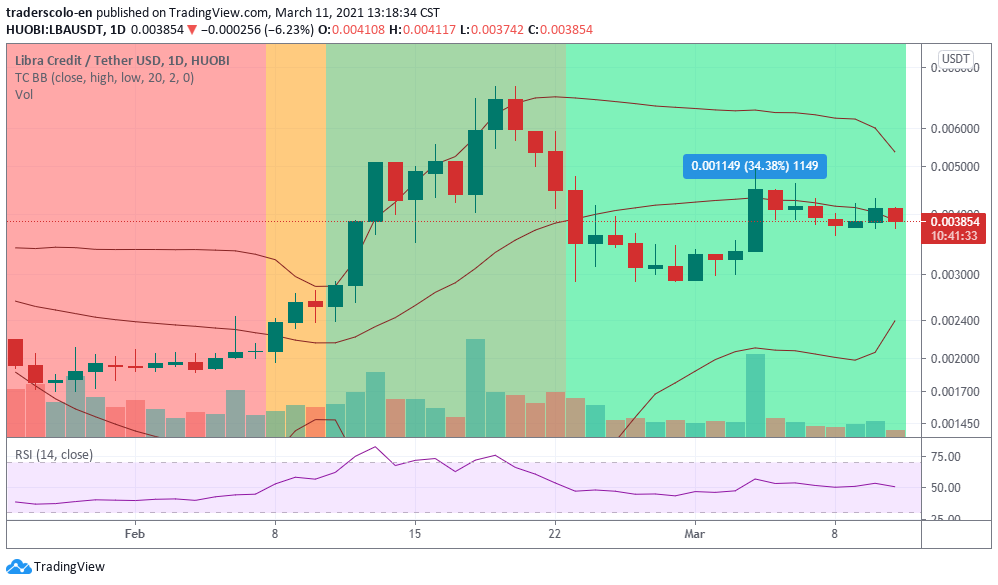 traderscolo-en published on TradingView.com, March 11, 2021 13:18:34 CST
HUOBI:LBAUSDT, 1D 0.003854 ▼ −0.000256 (−6.23%) O:0.004108 H:0.004117 L:0.003742 C:0.003854
Libra Credit / Tether USD, 1D, HUOBI
TC BB (close, high, low, 20, 2, 0)
Vol
USDT
0.006000
0.001149 (34.38%) 1149
0.005000
0.003854
10:41:33
0.003000
0.002400
0.002000
0.001700
0.001450
RSI (14, close)
75.00
50.00
25.00
Feb 8 15 22 Mar 8
TradingView